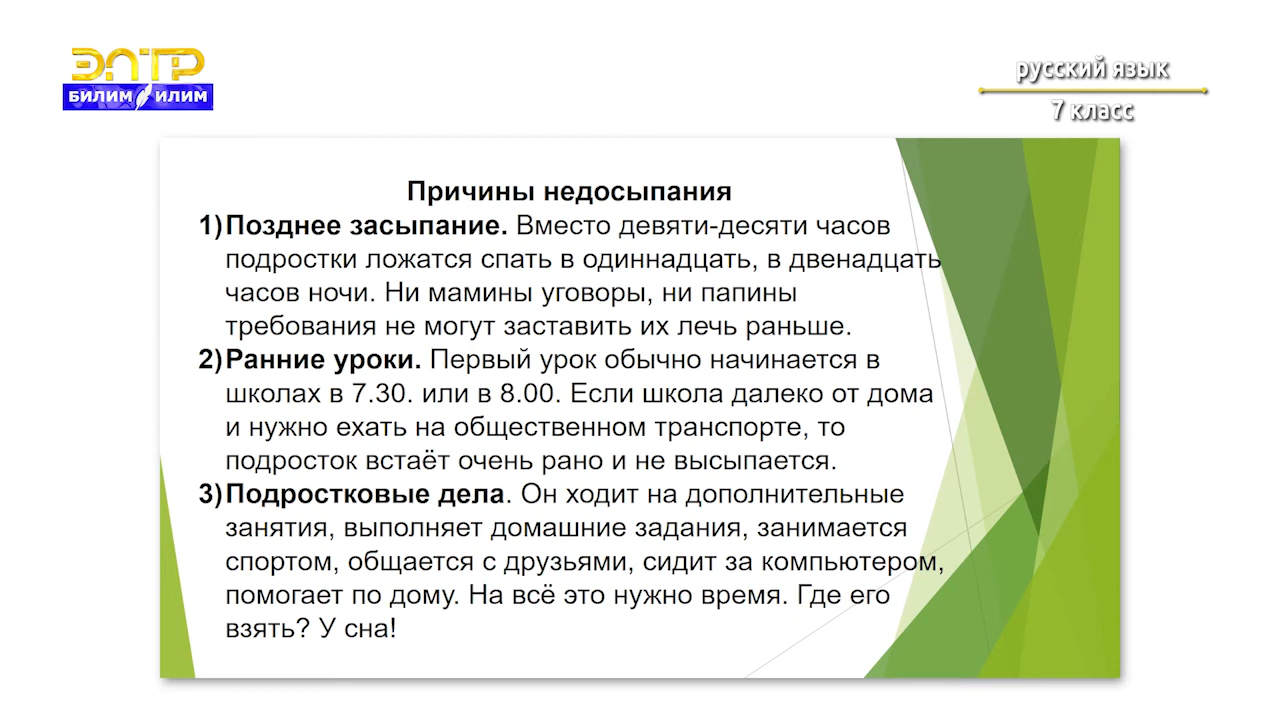 ЭЛТР
БИЛИМ ИЛИМ
русский язык
7 класс
Причины недосыпания
1) Позднее засыпание. Вместо девяти-десяти часов
подростки ложатся спать в одиннадцать, в двенадцать
часов ночи. Ни мамины уговоры, ни папины
требования не могут заставить их лечь раньше.
2) Ранние уроки. Первый урок обычно начинается в
школах в 7.30. или в 8.00. Если школа далеко от дома
и нужно ехать на общественном транспорте, то
подросток встаёт очень рано и не высыпается.
3) Подростковые дела. Он ходит на дополнительные
занятия, выполняет домашние задания, занимается
спортом, общается с друзьями, сидит за компьютером,
помогает по дому. На всё это нужно время. Где его
взять? У сна!